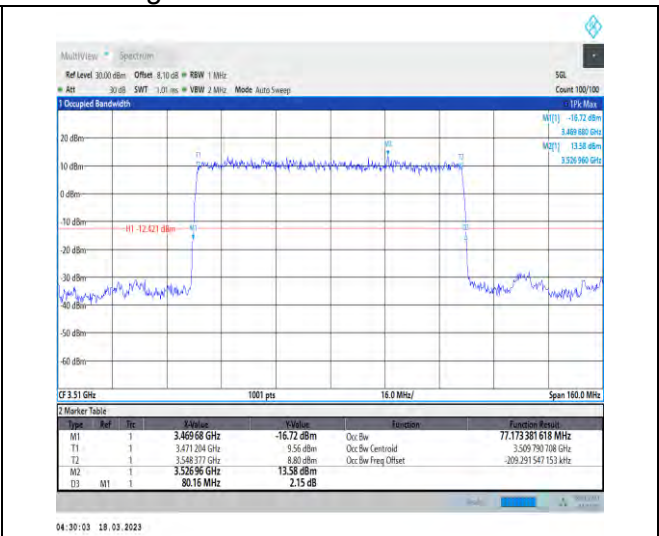 MultiView Spectrum
Ref Level 30.00 dBm Offset 8.10 dB RBW 1 MHz SGL
Att 30 dB SWT 1.01 ms VBW 2 MHz Mode Auto Sweep Count 100/100
1 Occupied Bandwidth 1Pk Max
M1[1] -16.72 dBm
3.469 680 GHz
20 dBm
M2[1] 13.58 dBm
3.526 960 GHz
T1 M2 T2
10 dBm
0 dBm
-10 dBm
H1 -12.421 dBm M1 D3
-20 dBm
-30 dBm
-40 dBm
-50 dBm
-60 dBm
CF 3.51 GHz 1001 pts 16.0 MHz/ Span 160.0 MHz
2 Marker Table
Type Ref Trc X-Value Y-Value Function Function Result
M1 1 3.469 68 GHz -16.72 dBm Occ Bw 77.173 381 618 MHz
T1 1 3.471 204 GHz 9.56 dBm Occ Bw Centroid 3.509 790 708 GHz
T2 1 3.548 377 GHz 8.80 dBm Occ Bw Freq Offset -209.291 547 153 kHz
M2 1 3.526 96 GHz 13.58 dBm
D3 M1 1 80.16 MHz 2.15 dB
04:30:03 18.03.2023